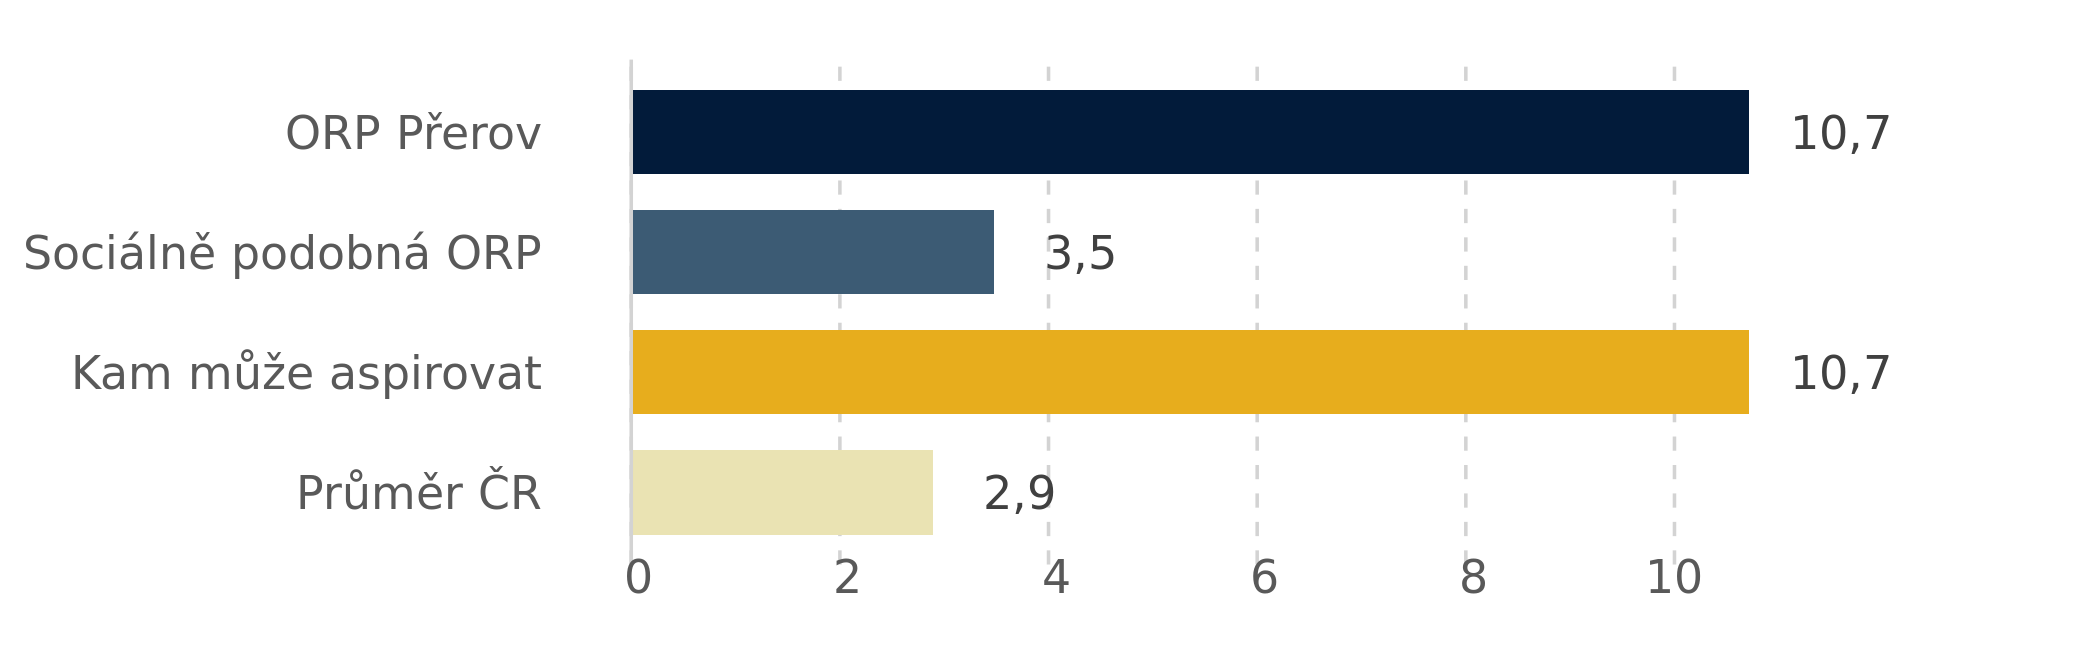 ORP Přerov 10,7
Sociálně podobná ORP 3,5
Kam může aspirovat 10,7
Průměr ČR 2,9
0 2 4 6 8 10